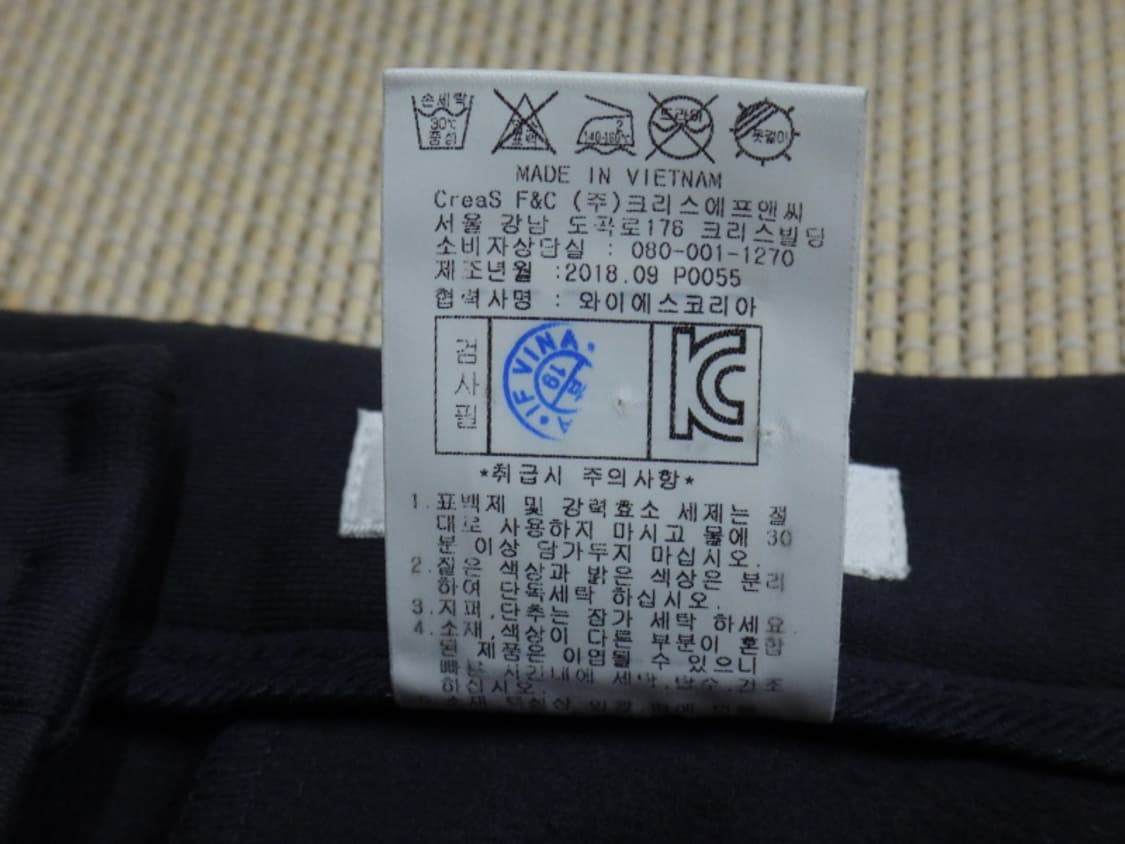 손세탁
30℃
중성
표백
2
140-160℃
드라이
옷걸이
MADE IN VIETNAM
CreaS F&C (주)크리스에프앤씨
서울 강남 도곡로176 크리스빌딩
소비자상담실 : 080-001-1270
제조년월 :2018.09 P0055
협력사명 : 와이에스코리아
검
사
필
IF VINA.
19
KC
*취급시 주의사항*
1.표백제 및 강력효소 세제는 절
대로 사용하지 마시고 물에 30
분 이상 담가두지 마십시오.
2.짙은 색상과 밝은 색상은 분리
하여 단독세탁 하십시오.
3.지퍼,단추는 잠가 세탁 하세요
4.소재,색상이 다른 부분이 혼합
된 제품은 이염될 수 있으니
빠른 시간내에 세탁,탈수,건조
하십시오.